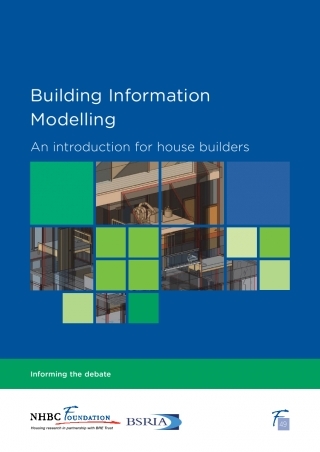 Building Information
Modelling
An introduction for house builders
Informing the debate
NHBC Foundation
Housing research in partnership with BRE Trust
BSRIA
F